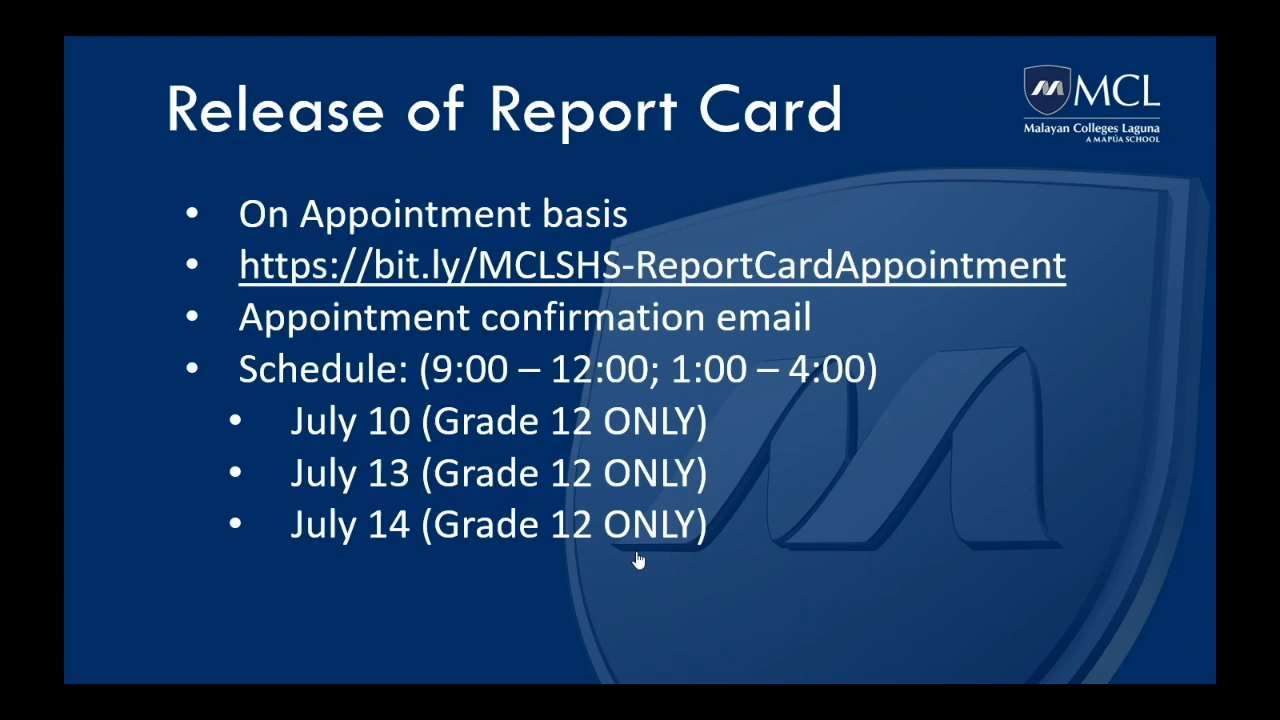 Release of Report Card
MCL
Malayan Colleges Laguna
A MAPÚA SCHOOL
• On Appointment basis
• https://bit.ly/MCLSHS-ReportCardAppointment
• Appointment confirmation email
• Schedule: (9:00 – 12:00; 1:00 – 4:00)
• July 10 (Grade 12 ONLY)
• July 13 (Grade 12 ONLY)
• July 14 (Grade 12 ONLY)